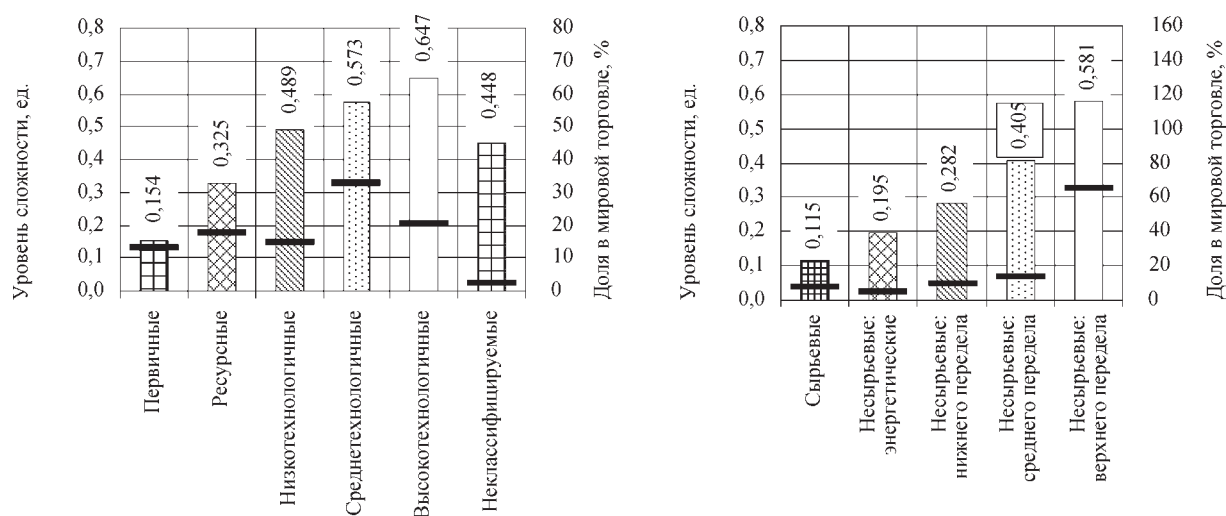 Уровень сложности, ед.
0,8
0,7
0,6
0,5
0,4
0,3
0,2
0,1
0,0
0,154
0,325
0,489
0,573
0,647
0,448
80
70
60
50
40
30
20
10
0
Доля в мировой торговле, %
Первичные
Ресурсные
Низкотехнологичные
Среднетехнологичные
Высокотехнологичные
Неклассифицируемые
Уровень сложности, ед.
0,8
0,7
0,6
0,5
0,4
0,3
0,2
0,1
0,0
0,115
0,195
0,282
0,405
0,581
160
140
120
100
80
60
40
20
0
Доля в мировой торговле, %
Сырьевые
Несырьевые:
энергетические
Несырьевые:
нижнего передела
Несырьевые:
среднего передела
Несырьевые:
верхнего передела